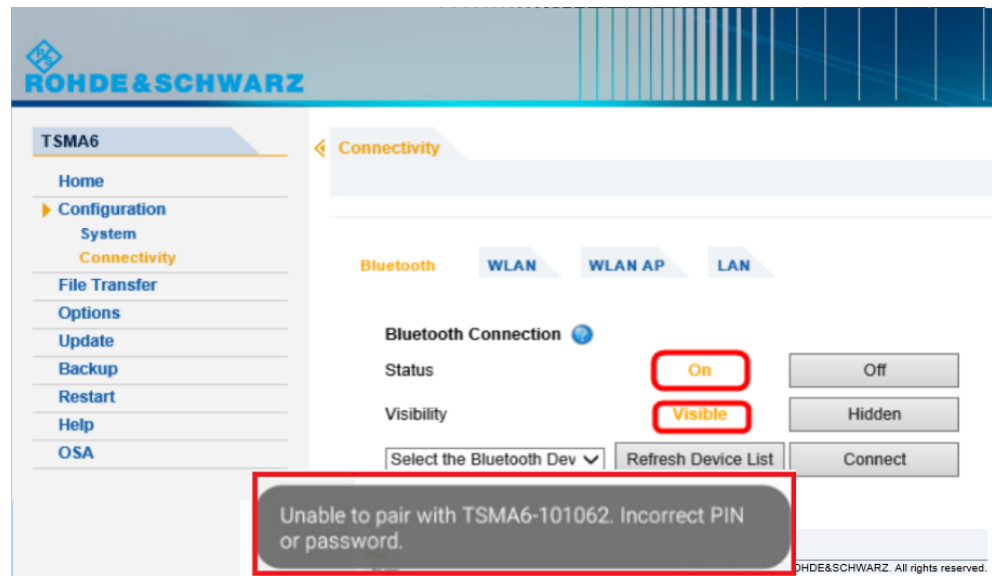 ROHDE&SCHWARZ
TSMA6
Home
Configuration
System
Connectivity
File Transfer
Options
Update
Backup
Restart
Help
OSA
Connectivity
Bluetooth WLAN WLAN AP LAN
Bluetooth Connection ?
Status On Off
Visibility Visible Hidden
Select the Bluetooth Dev Refresh Device List Connect
Unable to pair with TSMA6-101062. Incorrect PIN
or password.
OHDE&SCHWARZ. All rights reserved.